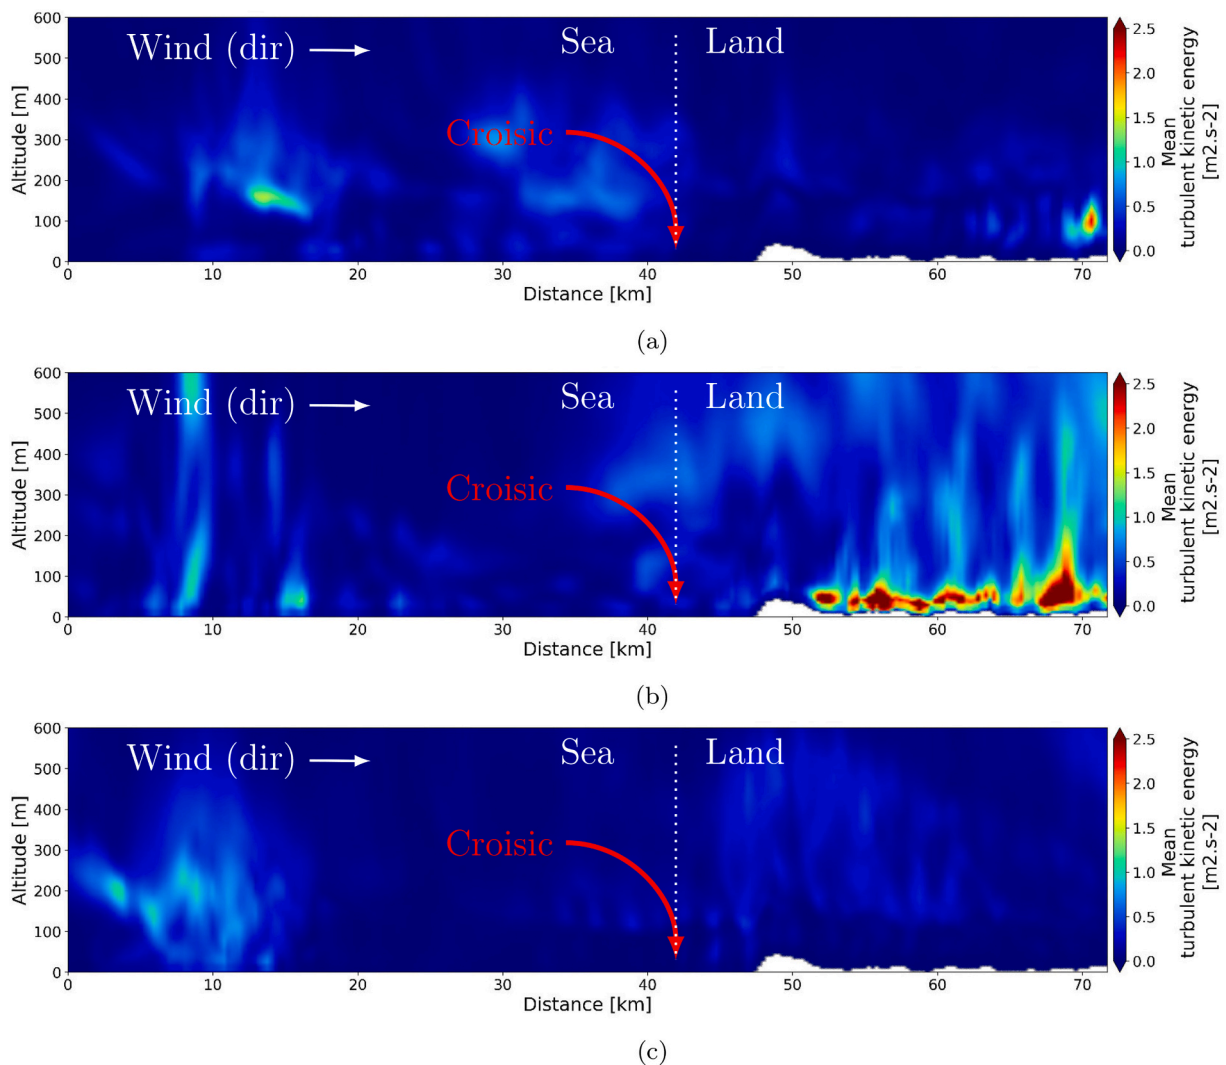 600
500
400
300
200
100
0
Altitude [m]
Wind (dir)
Sea
Land
Croisic
0 10 20 30 40 50 60 70
Distance [km]
2.5
2.0
1.5
1.0
0.5
0.0
Mean
turbulent kinetic energy
[m2.s-2]
(a)
600
500
400
300
200
100
0
Altitude [m]
Wind (dir)
Sea
Land
Croisic
0 10 20 30 40 50 60 70
Distance [km]
2.5
2.0
1.5
1.0
0.5
0.0
Mean
turbulent kinetic energy
[m2.s-2]
(b)
600
500
400
300
200
100
0
Altitude [m]
Wind (dir)
Sea
Land
Croisic
0 10 20 30 40 50 60 70
Distance [km]
2.5
2.0
1.5
1.0
0.5
0.0
Mean
turbulent kinetic energy
[m2.s-2]
(c)